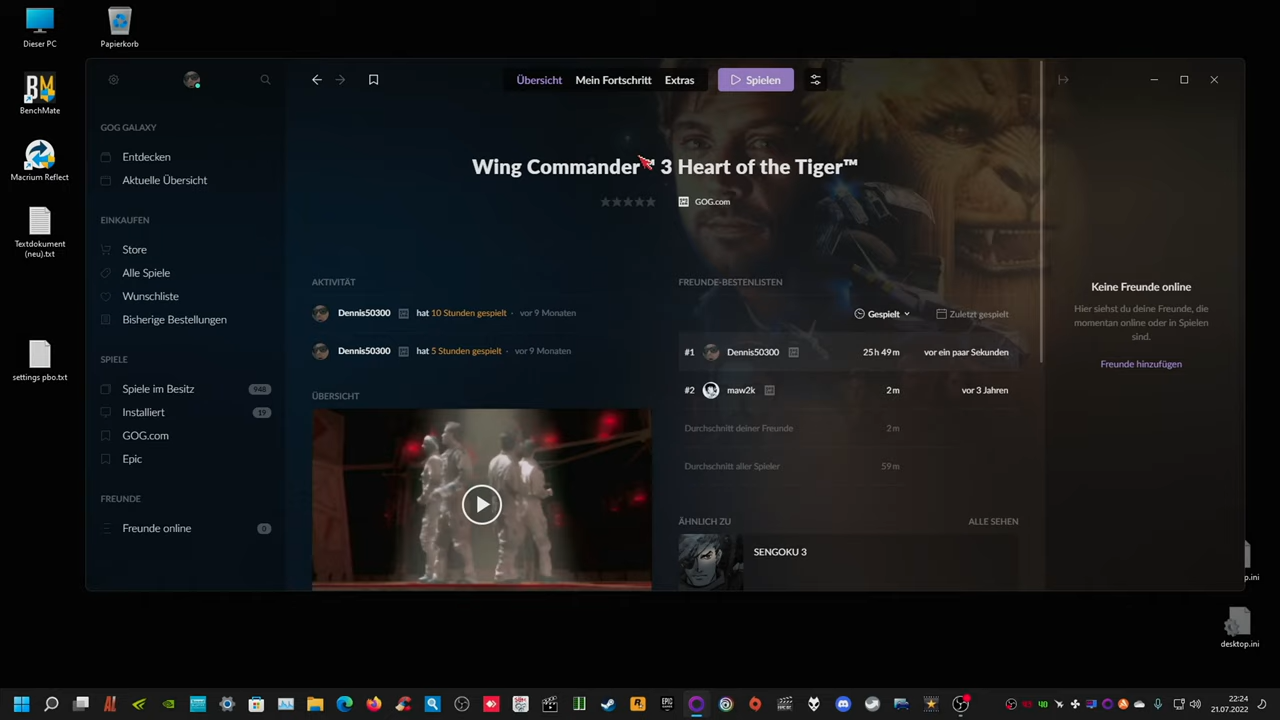 Dieser PC
Papierkorb
BM
BenchMate
Macrium Reflect
Textdokument
(neu).txt
settings pbo.txt
Übersicht
Mein Fortschritt
Extras
Spielen
GOG GALAXY
Entdecken
Aktuelle Übersicht
EINKAUFEN
Store
Alle Spiele
Wunschliste
Bisherige Bestellungen
SPIELE
Spiele im Besitz 948
Installiert 19
GOG.com
Epic
FREUNDE
Freunde online 0
Wing Commander™ 3 Heart of the Tiger™
GOG.com
AKTIVITÄT
Dennis50300 hat 10 Stunden gespielt · vor 9 Monaten
Dennis50300 hat 5 Stunden gespielt · vor 9 Monaten
ÜBERSICHT
FREUNDE-BESTENLISTEN
Gespielt Zuletzt gespielt
#1 Dennis50300 25 h 49 m vor ein paar Sekunden
#2 maw2k 2 m vor 3 Jahren
Durchschnitt deiner Freunde 2 m
Durchschnitt aller Spieler 59 m
ÄHNLICH ZU ALLE SEHEN
SENGOKU 3
Keine Freunde online
Hier siehst du deine Freunde, die
momentan online oder in Spielen
sind.
Freunde hinzufügen
p.ini
desktop.ini
22:24
21.07.2022